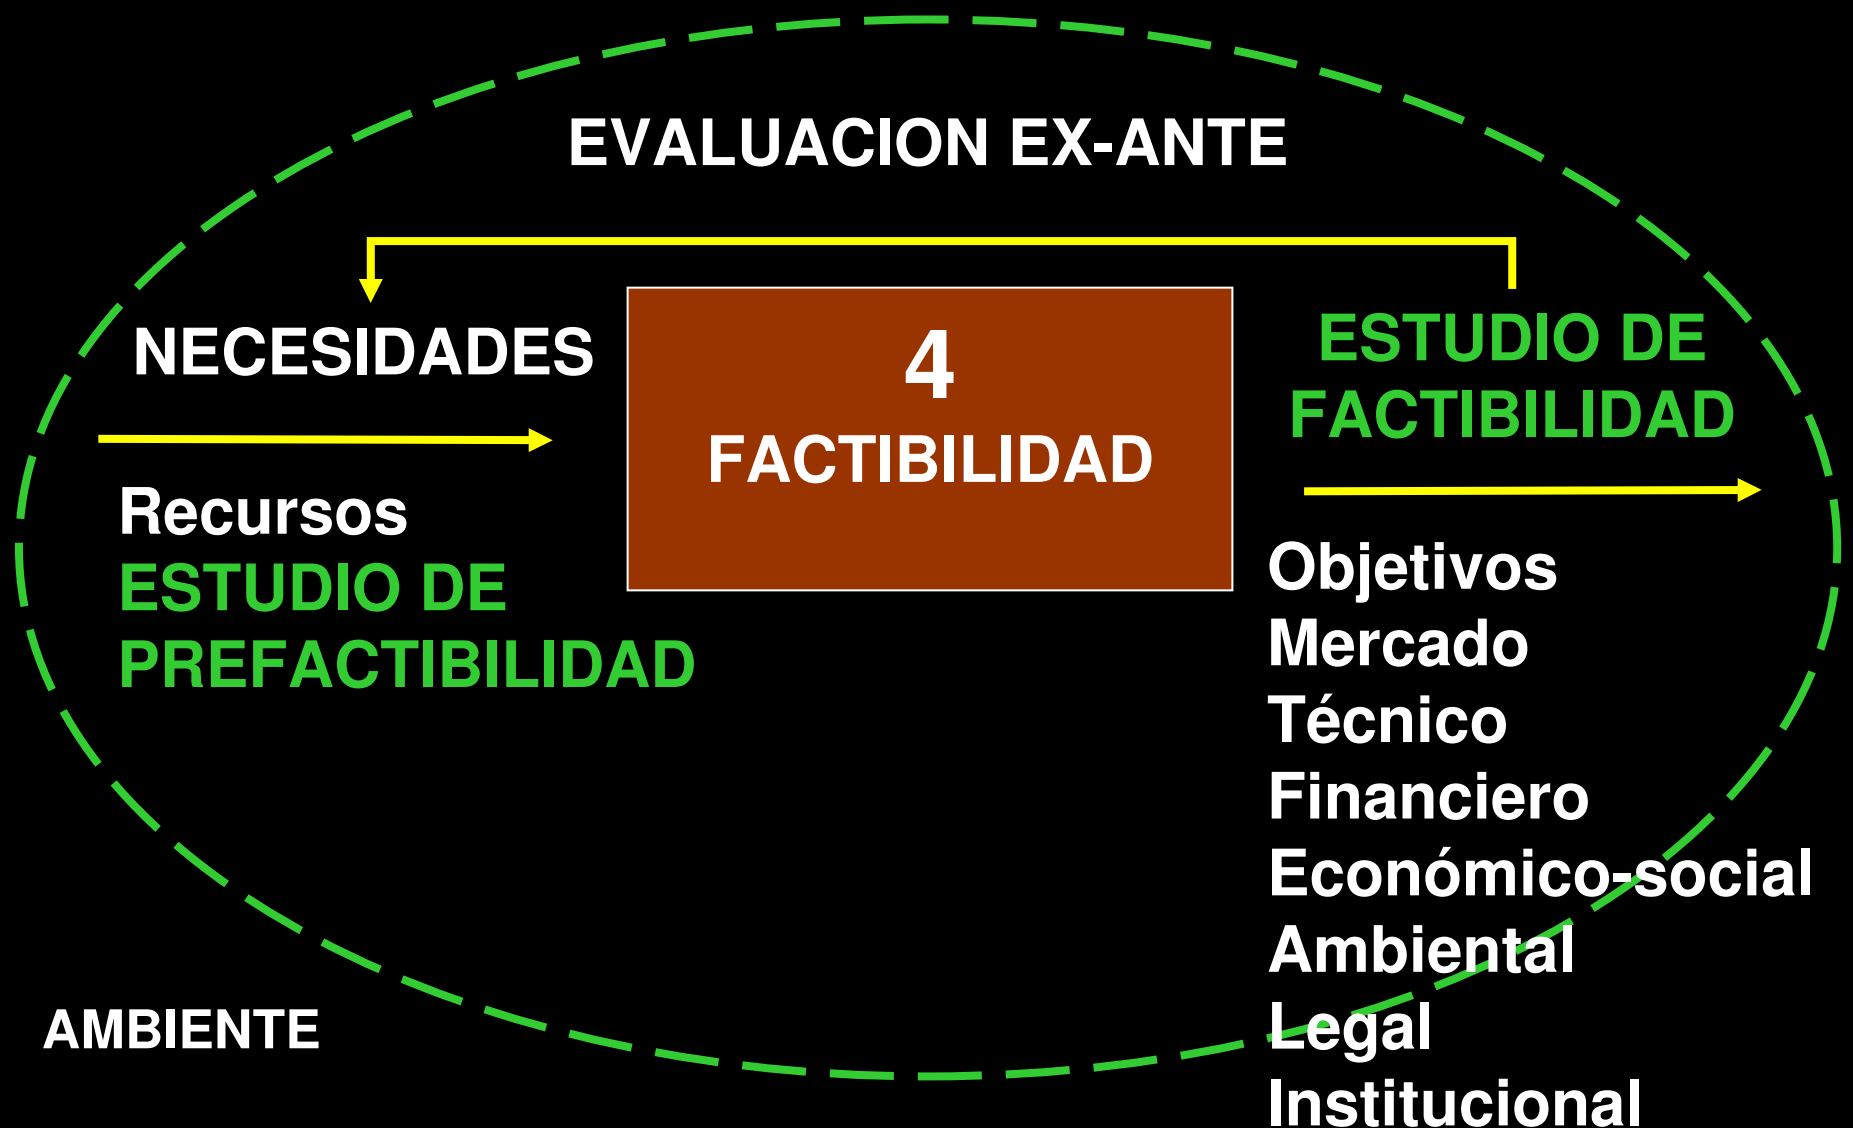 EVALUACION EX-ANTE
NECESIDADES
Recursos
ESTUDIO DE
PREFACTIBILIDAD
4
FACTIBILIDAD
ESTUDIO DE
FACTIBILIDAD
Objetivos
Mercado
Técnico
Financiero
Económico-social
Ambiental
Legal
Institucional
AMBIENTE